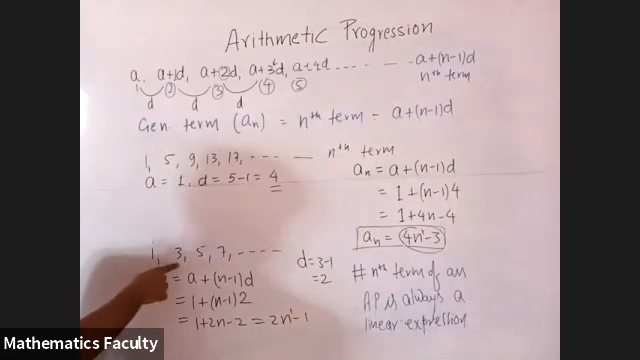 Arithmetic Progression
a, a+1d, a+2d, a+3d, a+4d ..... — - a+(n-1)d
nth term
1 2 3 4 5
d d d
Gen term (an) = nth term = a+(n-1)d
1, 5, 9, 13, 17, ---- — nth term
a = 1, d = 5-1 = 4
an = a+(n-1)d
= 1+(n-1)4
= 1+4n-4
an = 4n¹-3
1, 3, 5, 7, ----
d=3-1
=2
= a+(n-1)d
= 1+(n-1)2
= 1+2n-2 = 2n¹-1
# nth term of an
AP is always a
linear expression
Mathematics Faculty